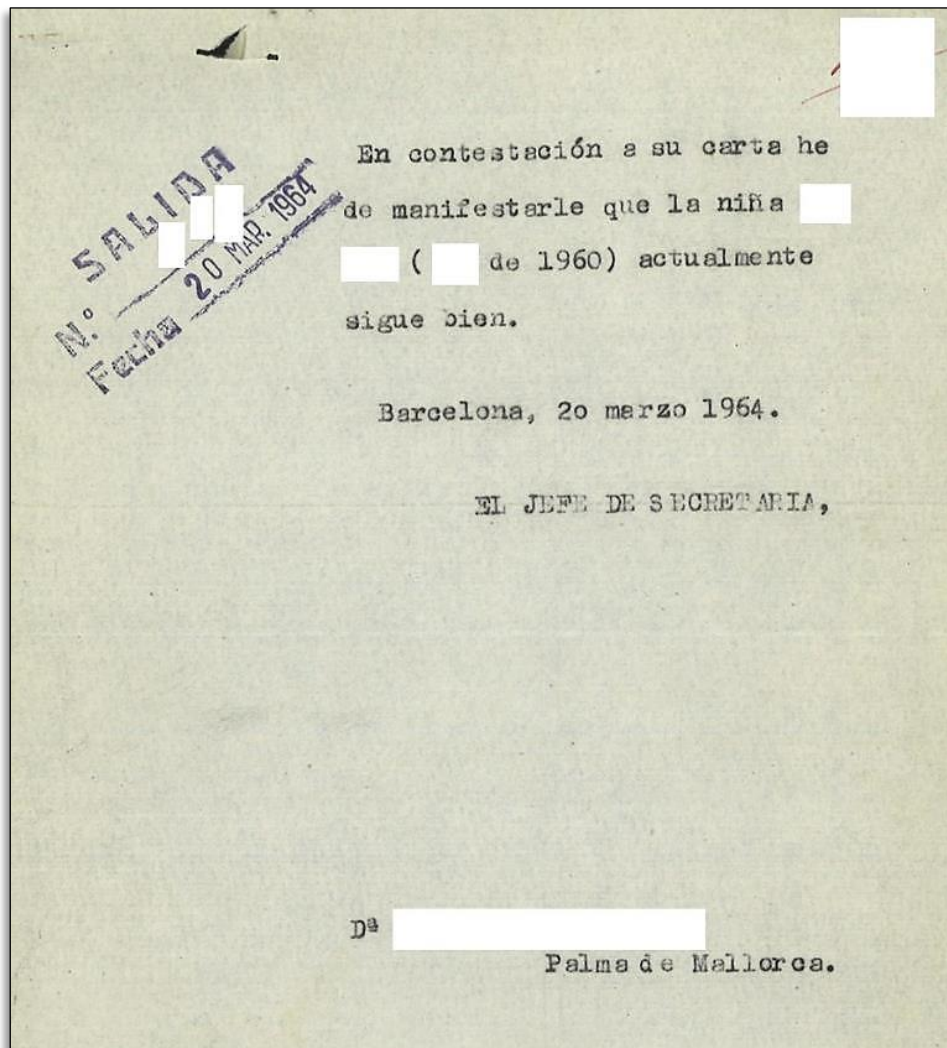 SALIDA
N.º
Fecha 20 MAR. 1964
En contestación a su carta he
de manifestarle que la niña
( de 1960) actualmente
sigue bien.
Barcelona, 2o marzo 1964.
EL JEFE DE SECRETARIA,
Dª
Palma de Mallorca.